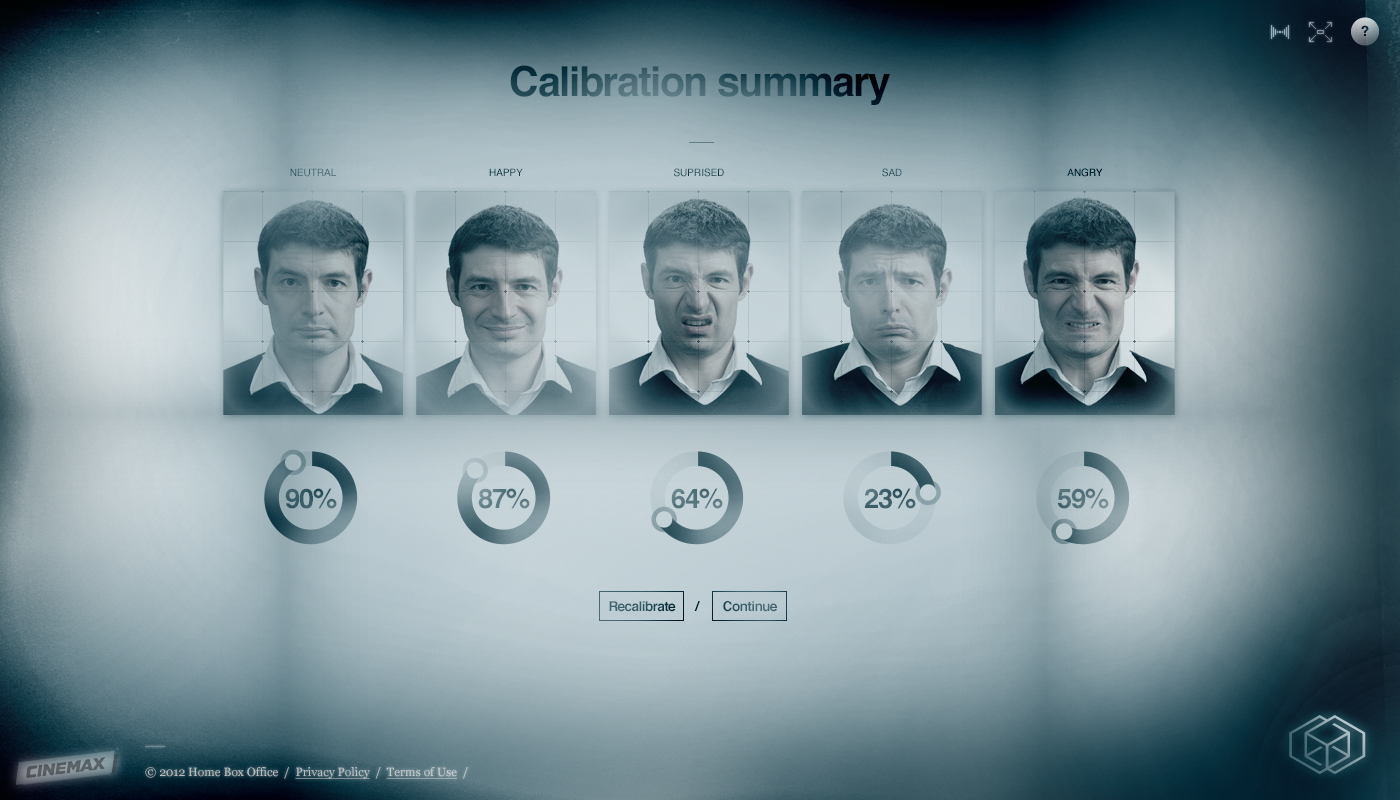 ?
Calibration summary
NEUTRAL HAPPY SUPRISED SAD ANGRY
90% 87% 64% 23% 59%
Recalibrate / Continue
CINEMAX
© 2012 Home Box Office / Privacy Policy / Terms of Use /